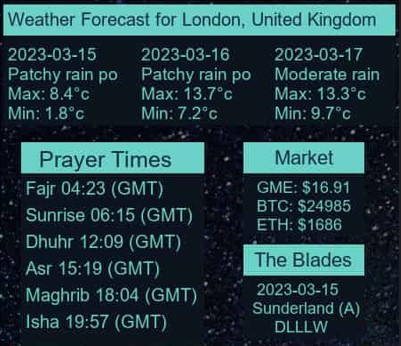 Weather Forecast for London, United Kingdom
2023-03-15 2023-03-16 2023-03-17
Patchy rain po Patchy rain po Moderate rain
Max: 8.4°c Max: 13.7°c Max: 13.3°c
Min: 1.8°c Min: 7.2°c Min: 9.7°c
Prayer Times
Fajr 04:23 (GMT)
Sunrise 06:15 (GMT)
Dhuhr 12:09 (GMT)
Asr 15:19 (GMT)
Maghrib 18:04 (GMT)
Isha 19:57 (GMT)
Market
GME: $16.91
BTC: $24985
ETH: $1686
The Blades
2023-03-15
Sunderland (A)
DLLLW